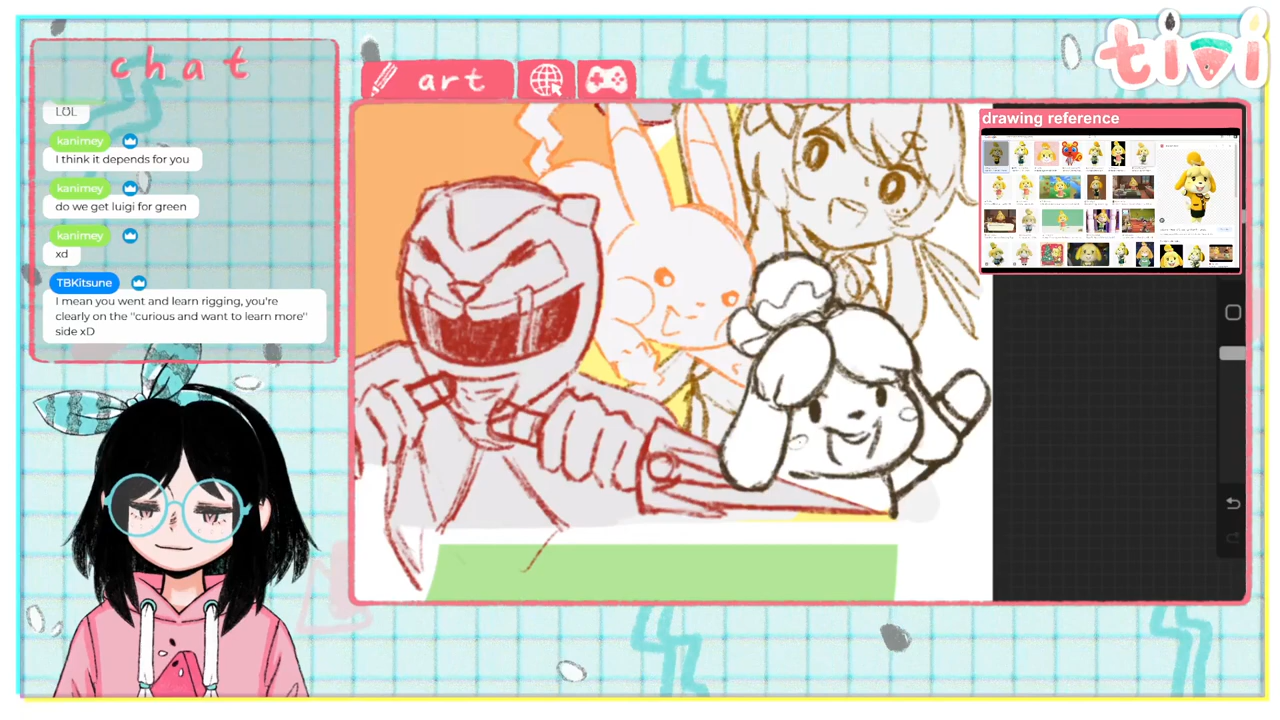 tivi
chat
LOL
kanimey
I think it depends for you
kanimey
do we get luigi for green
kanimey
xd
TBKitsune
I mean you went and learn rigging, you're
clearly on the "curious and want to learn more"
side xD
art
drawing reference